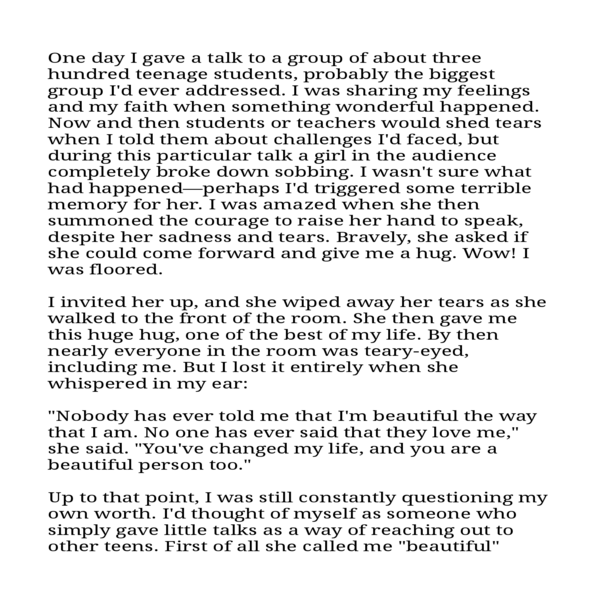 One day I gave a talk to a group of about three
hundred teenage students, probably the biggest
group I'd ever addressed. I was sharing my feelings
and my faith when something wonderful happened.
Now and then students or teachers would shed tears
when I told them about challenges I'd faced, but
during this particular talk a girl in the audience
completely broke down sobbing. I wasn't sure what
had happened—perhaps I'd triggered some terrible
memory for her. I was amazed when she then
summoned the courage to raise her hand to speak,
despite her sadness and tears. Bravely, she asked if
she could come forward and give me a hug. Wow! I
was floored.

I invited her up, and she wiped away her tears as she
walked to the front of the room. She then gave me
this huge hug, one of the best of my life. By then
nearly everyone in the room was teary-eyed,
including me. But I lost it entirely when she
whispered in my ear:

"Nobody has ever told me that I'm beautiful the way
that I am. No one has ever said that they love me,"
she said. "You've changed my life, and you are a
beautiful person too."

Up to that point, I was still constantly questioning my
own worth. I'd thought of myself as someone who
simply gave little talks as a way of reaching out to
other teens. First of all she called me "beautiful"